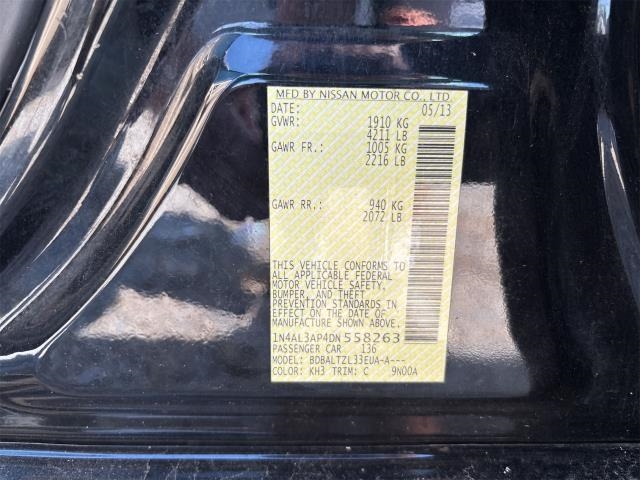 MFD BY NISSAN MOTOR CO., LTD.
DATE: 05/13
GVWR: 1910 KG
4211 LB
GAWR FR.: 1005 KG
2216 LB
GAWR RR.: 940 KG
2072 LB
THIS VEHICLE CONFORMS TO
ALL APPLICABLE FEDERAL
MOTOR VEHICLE SAFETY,
BUMPER, AND THEFT
PREVENTION STANDARDS IN
EFFECT ON THE DATE OF
MANUFACTURE SHOWN ABOVE.
1N4AL3AP4DN558263
PASSENGER CAR 136
MODEL: BDBALTZL33EUA-A---
COLOR: KH3 TRIM: C 9N00A